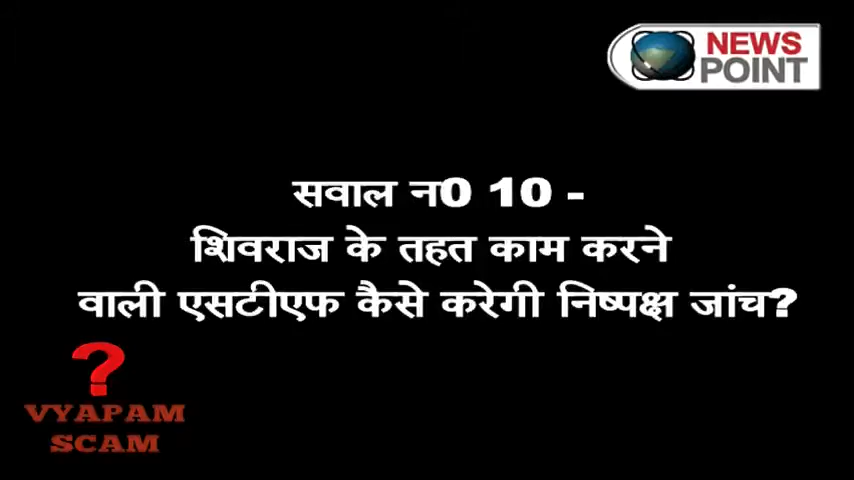 NEWS
POINT
सवाल न0 10 -
शिवराज के तहत काम करने
वाली एसटीएफ कैसे करेगी निष्पक्ष जांच?
?
VYAPAM
SCAM